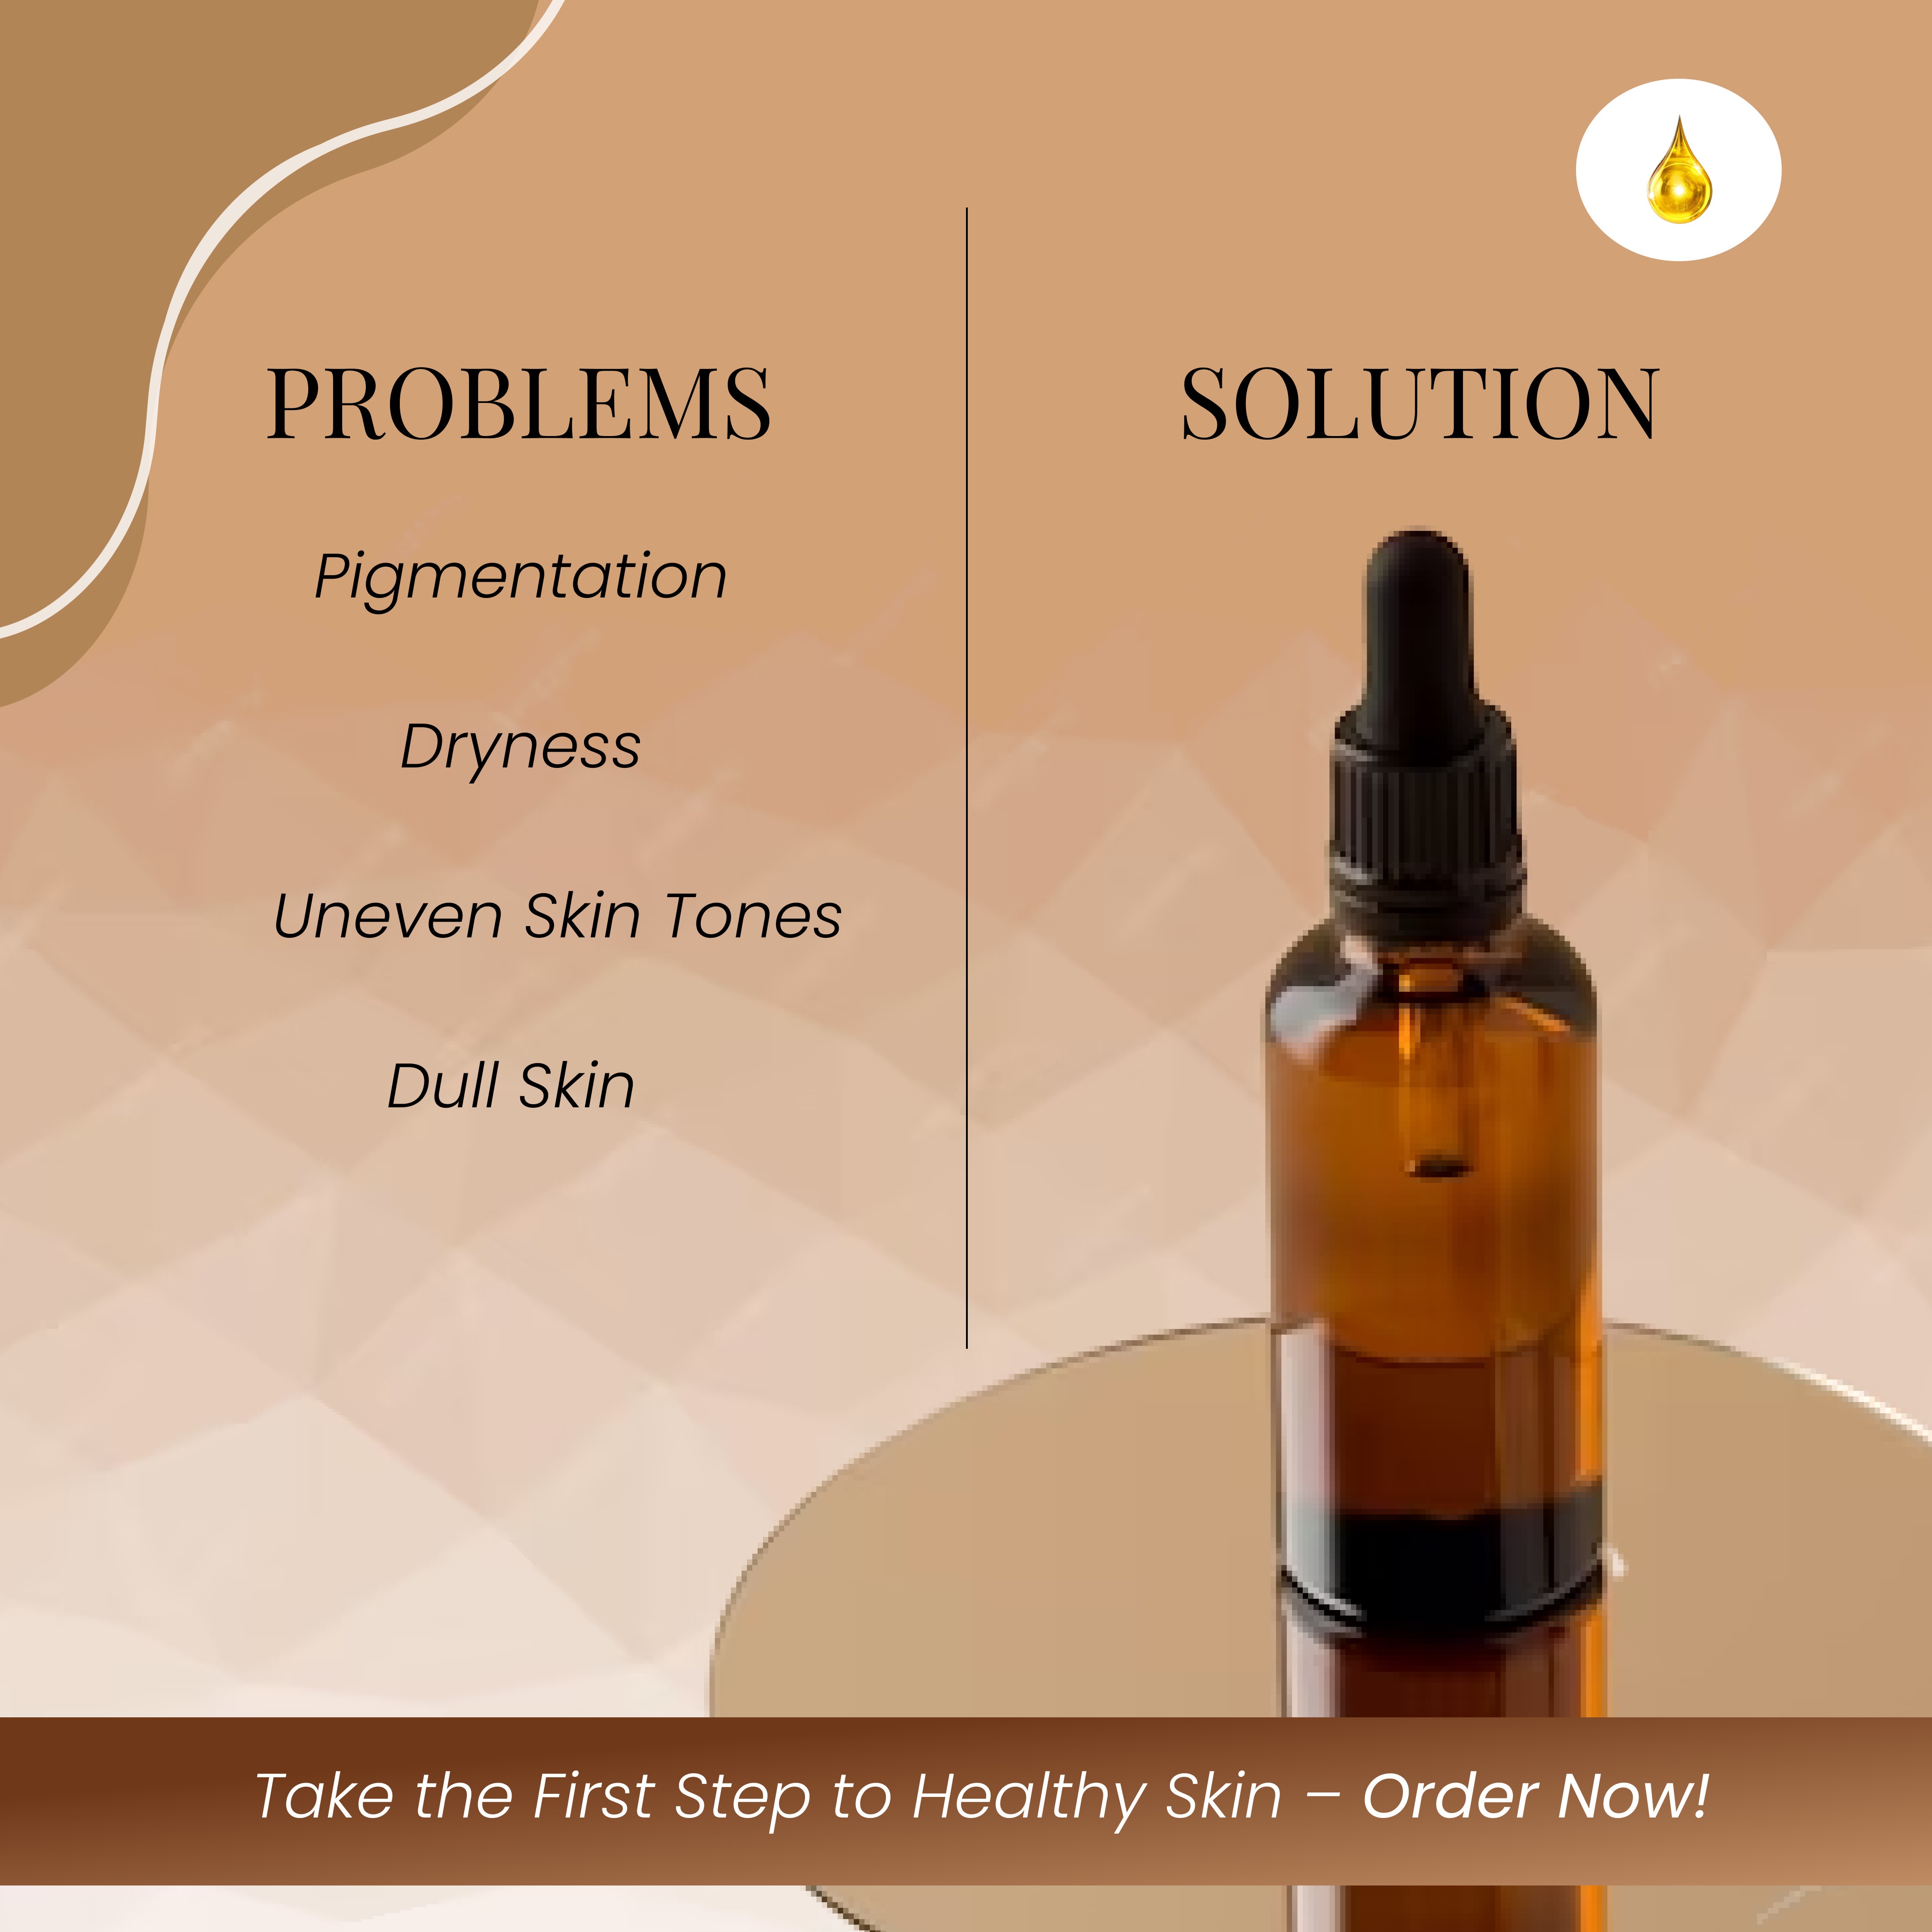 PROBLEMS
Pigmentation
Dryness
Uneven Skin Tones
Dull Skin
SOLUTION
Take the First Step to Healthy Skin – Order Now!